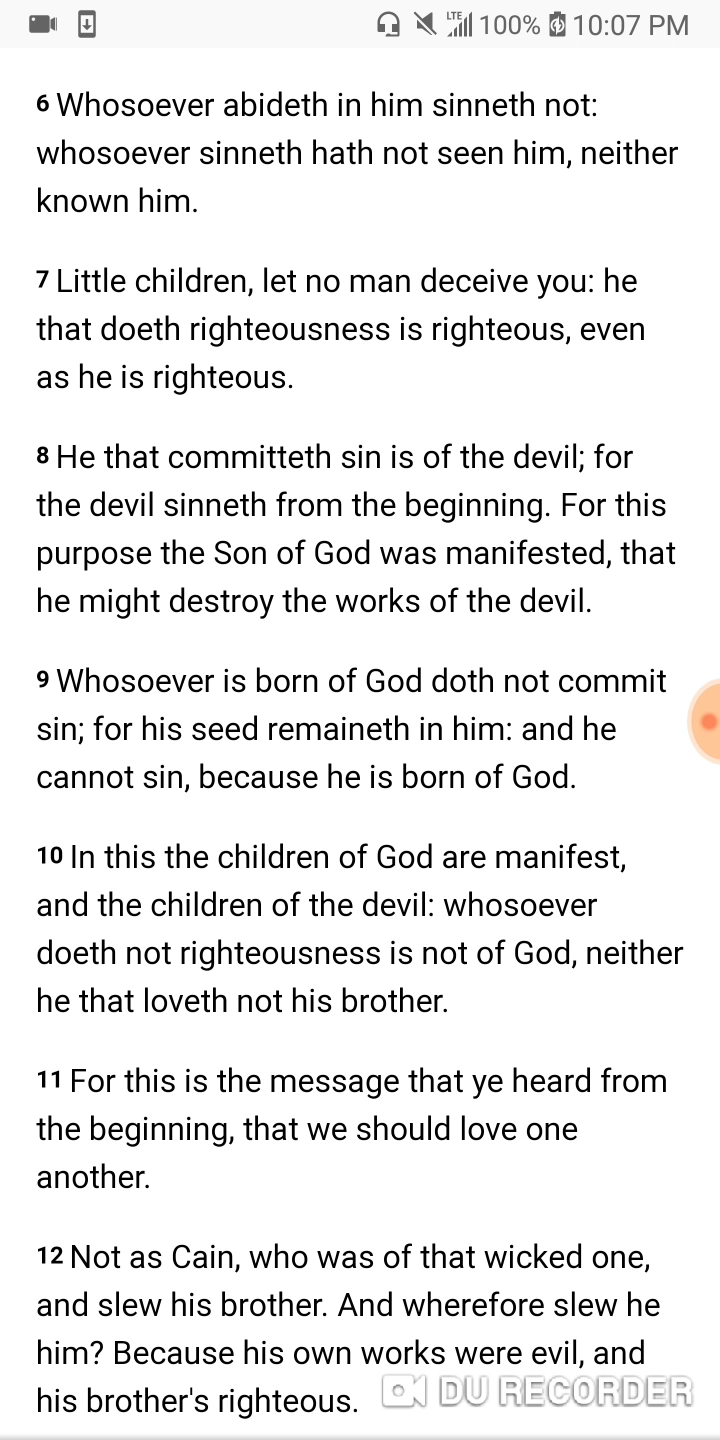 LTE 100% 10:07 PM
6 Whosoever abideth in him sinneth not:
whosoever sinneth hath not seen him, neither
known him.
7 Little children, let no man deceive you: he
that doeth righteousness is righteous, even
as he is righteous.
8 He that committeth sin is of the devil; for
the devil sinneth from the beginning. For this
purpose the Son of God was manifested, that
he might destroy the works of the devil.
9 Whosoever is born of God doth not commit
sin; for his seed remaineth in him: and he
cannot sin, because he is born of God.
10 In this the children of God are manifest,
and the children of the devil: whosoever
doeth not righteousness is not of God, neither
he that loveth not his brother.
11 For this is the message that ye heard from
the beginning, that we should love one
another.
12 Not as Cain, who was of that wicked one,
and slew his brother. And wherefore slew he
him? Because his own works were evil, and
his brother's righteous.
DU RECORDER